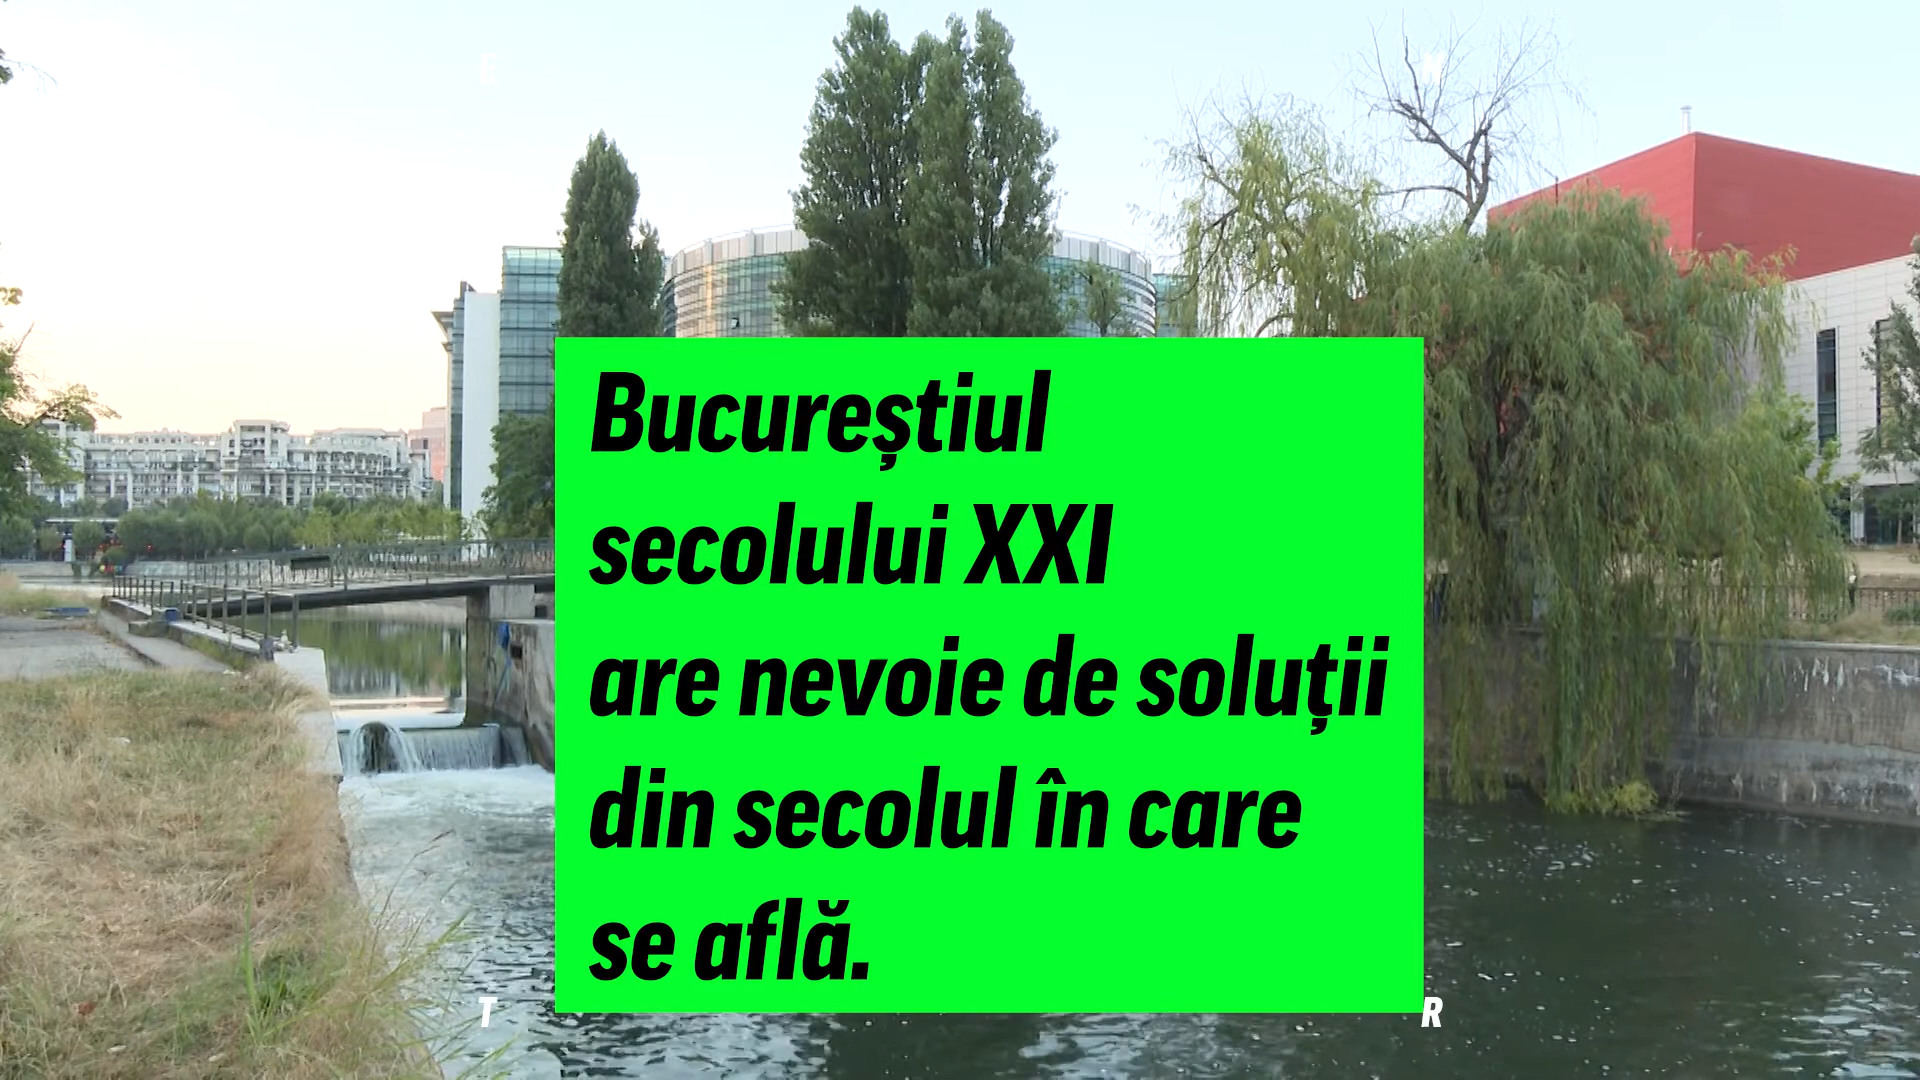 E N
Bucureștiul
secolului XXI
are nevoie de soluții
din secolul în care
se află.
T R